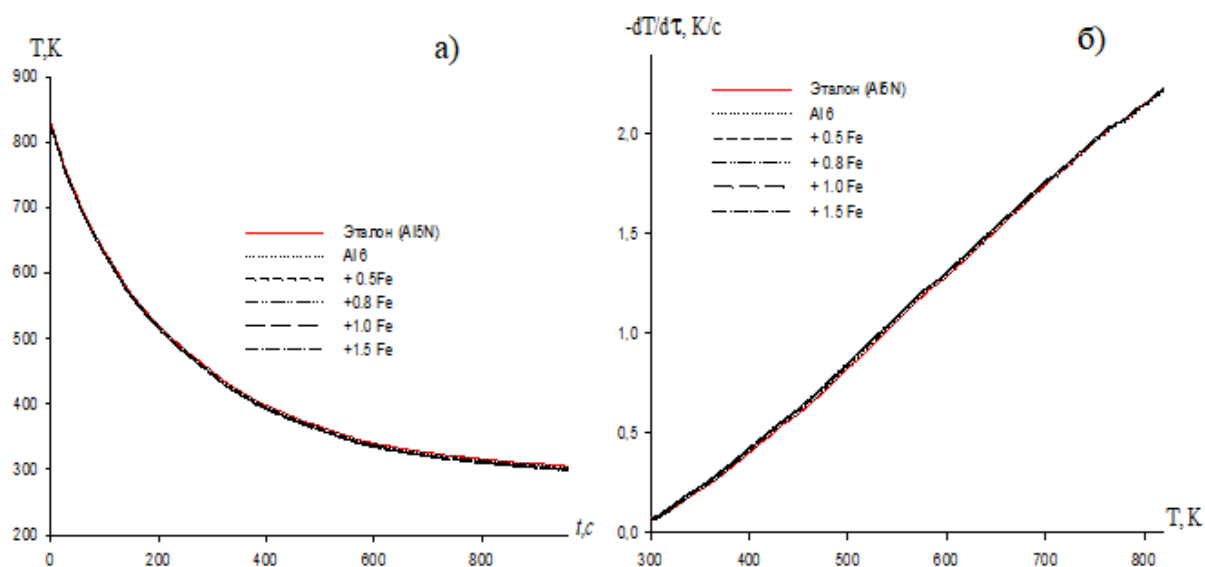 T,K
а)
900
800
700
600
500
400
300
200
0
200
400
600
800
t,c
Эталон (Al5N)
Al 6
+ 0.5Fe
+0.8 Fe
+1.0 Fe
+1.5 Fe
-dT/dτ, K/c
б)
2,0
1,5
1,0
0,5
0,0
300
400
500
600
700
800
T, K
Эталон (Al5N)
Al 6
+ 0.5 Fe
+ 0.8 Fe
+ 1.0 Fe
+ 1.5 Fe